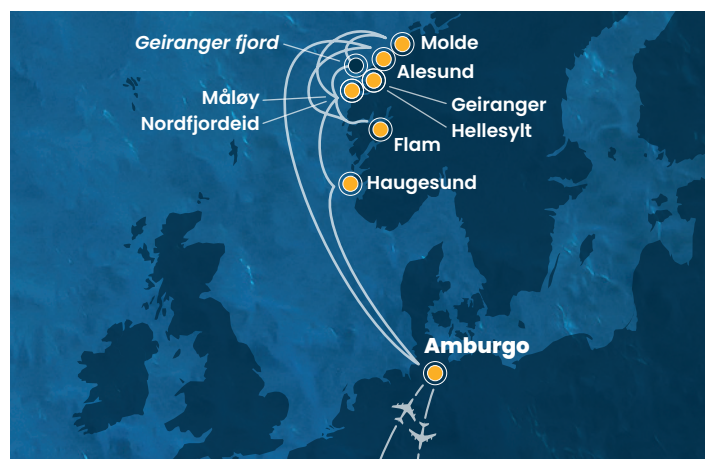 Geiranger fjord
Molde
Alesund
Måløy
Geiranger
Nordfjordeid
Hellesylt
Flam
Haugesund
Amburgo